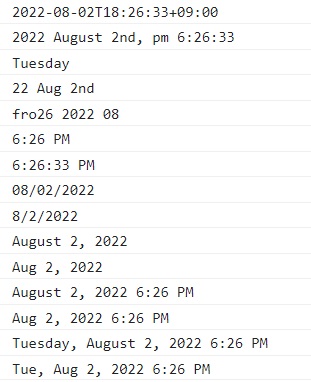 2022-08-02T18:26:33+09:00
2022 August 2nd, pm 6:26:33
Tuesday
22 Aug 2nd
fro26 2022 08
6:26 PM
6:26:33 PM
08/02/2022
8/2/2022
August 2, 2022
Aug 2, 2022
August 2, 2022 6:26 PM
Aug 2, 2022 6:26 PM
Tuesday, August 2, 2022 6:26 PM
Tue, Aug 2, 2022 6:26 PM